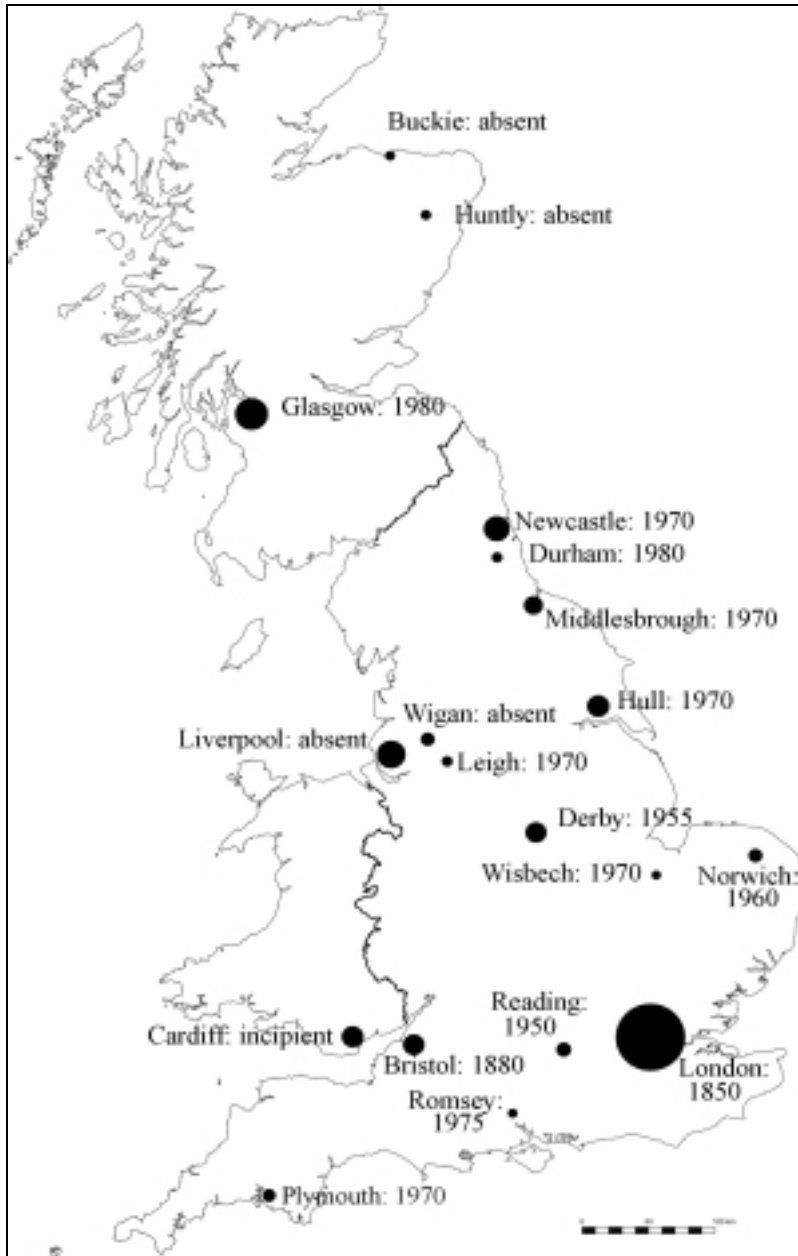 Buckie: absent
Huntly: absent
Glasgow: 1980
Newcastle: 1970
Durham: 1980
Middlesbrough: 1970
Hull: 1970
Wigan: absent
Liverpool: absent
Leigh: 1970
Derby: 1955
Wisbech: 1970
Norwich:
1960
Reading:
1950
Cardiff: incipient
Bristol: 1880
London:
1850
Romsey:
1975
Plymouth: 1970